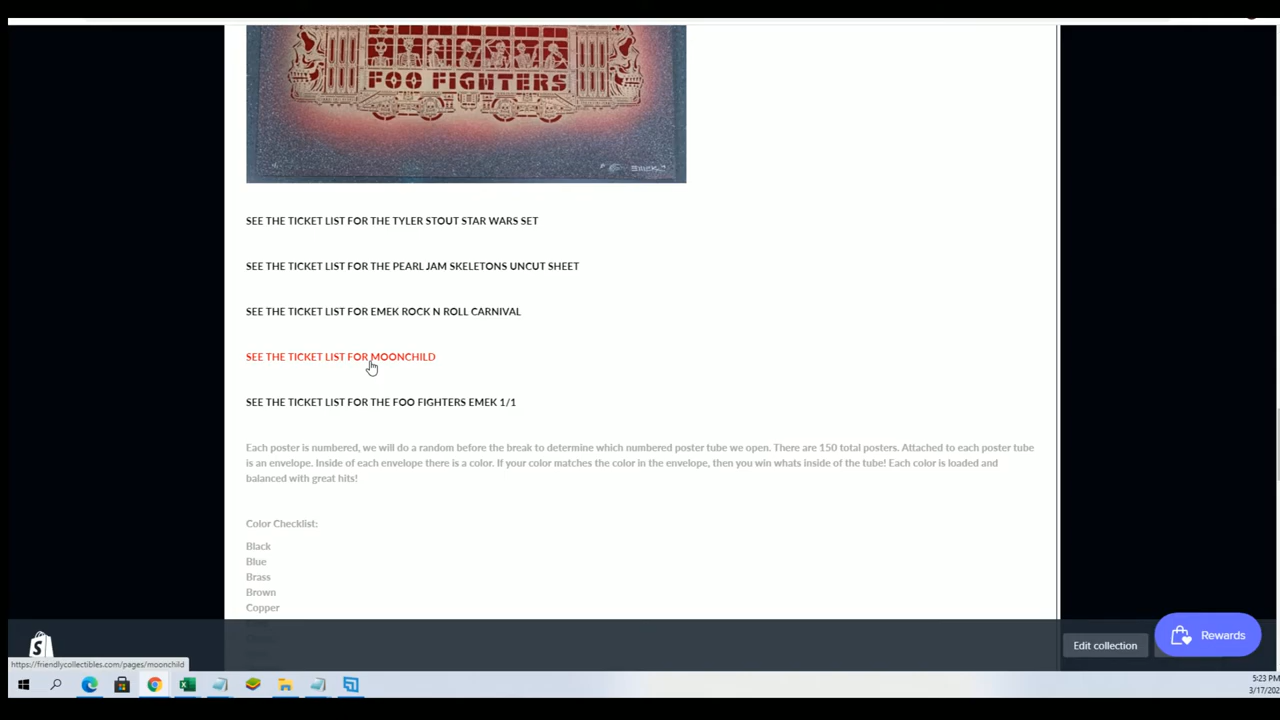 FOO FIGHTERS
EMEK
SEE THE TICKET LIST FOR THE TYLER STOUT STAR WARS SET
SEE THE TICKET LIST FOR THE PEARL JAM SKELETONS UNCUT SHEET
SEE THE TICKET LIST FOR EMEK ROCK N ROLL CARNIVAL
SEE THE TICKET LIST FOR MOONCHILD
SEE THE TICKET LIST FOR THE FOO FIGHTERS EMEK 1/1
Each poster is numbered, we will do a random before the break to determine which numbered poster tube we open. There are 150 total posters. Attached to each poster tube
is an envelope. Inside of each envelope there is a color. If your color matches the color in the envelope, then you win whats inside of the tube! Each color is loaded and
balanced with great hits!
Color Checklist:
Black
Blue
Brass
Brown
Copper
Rewards
Edit collection
https://friendlycollectibles.com/pages/moonchild
5:23 PM
3/17/202